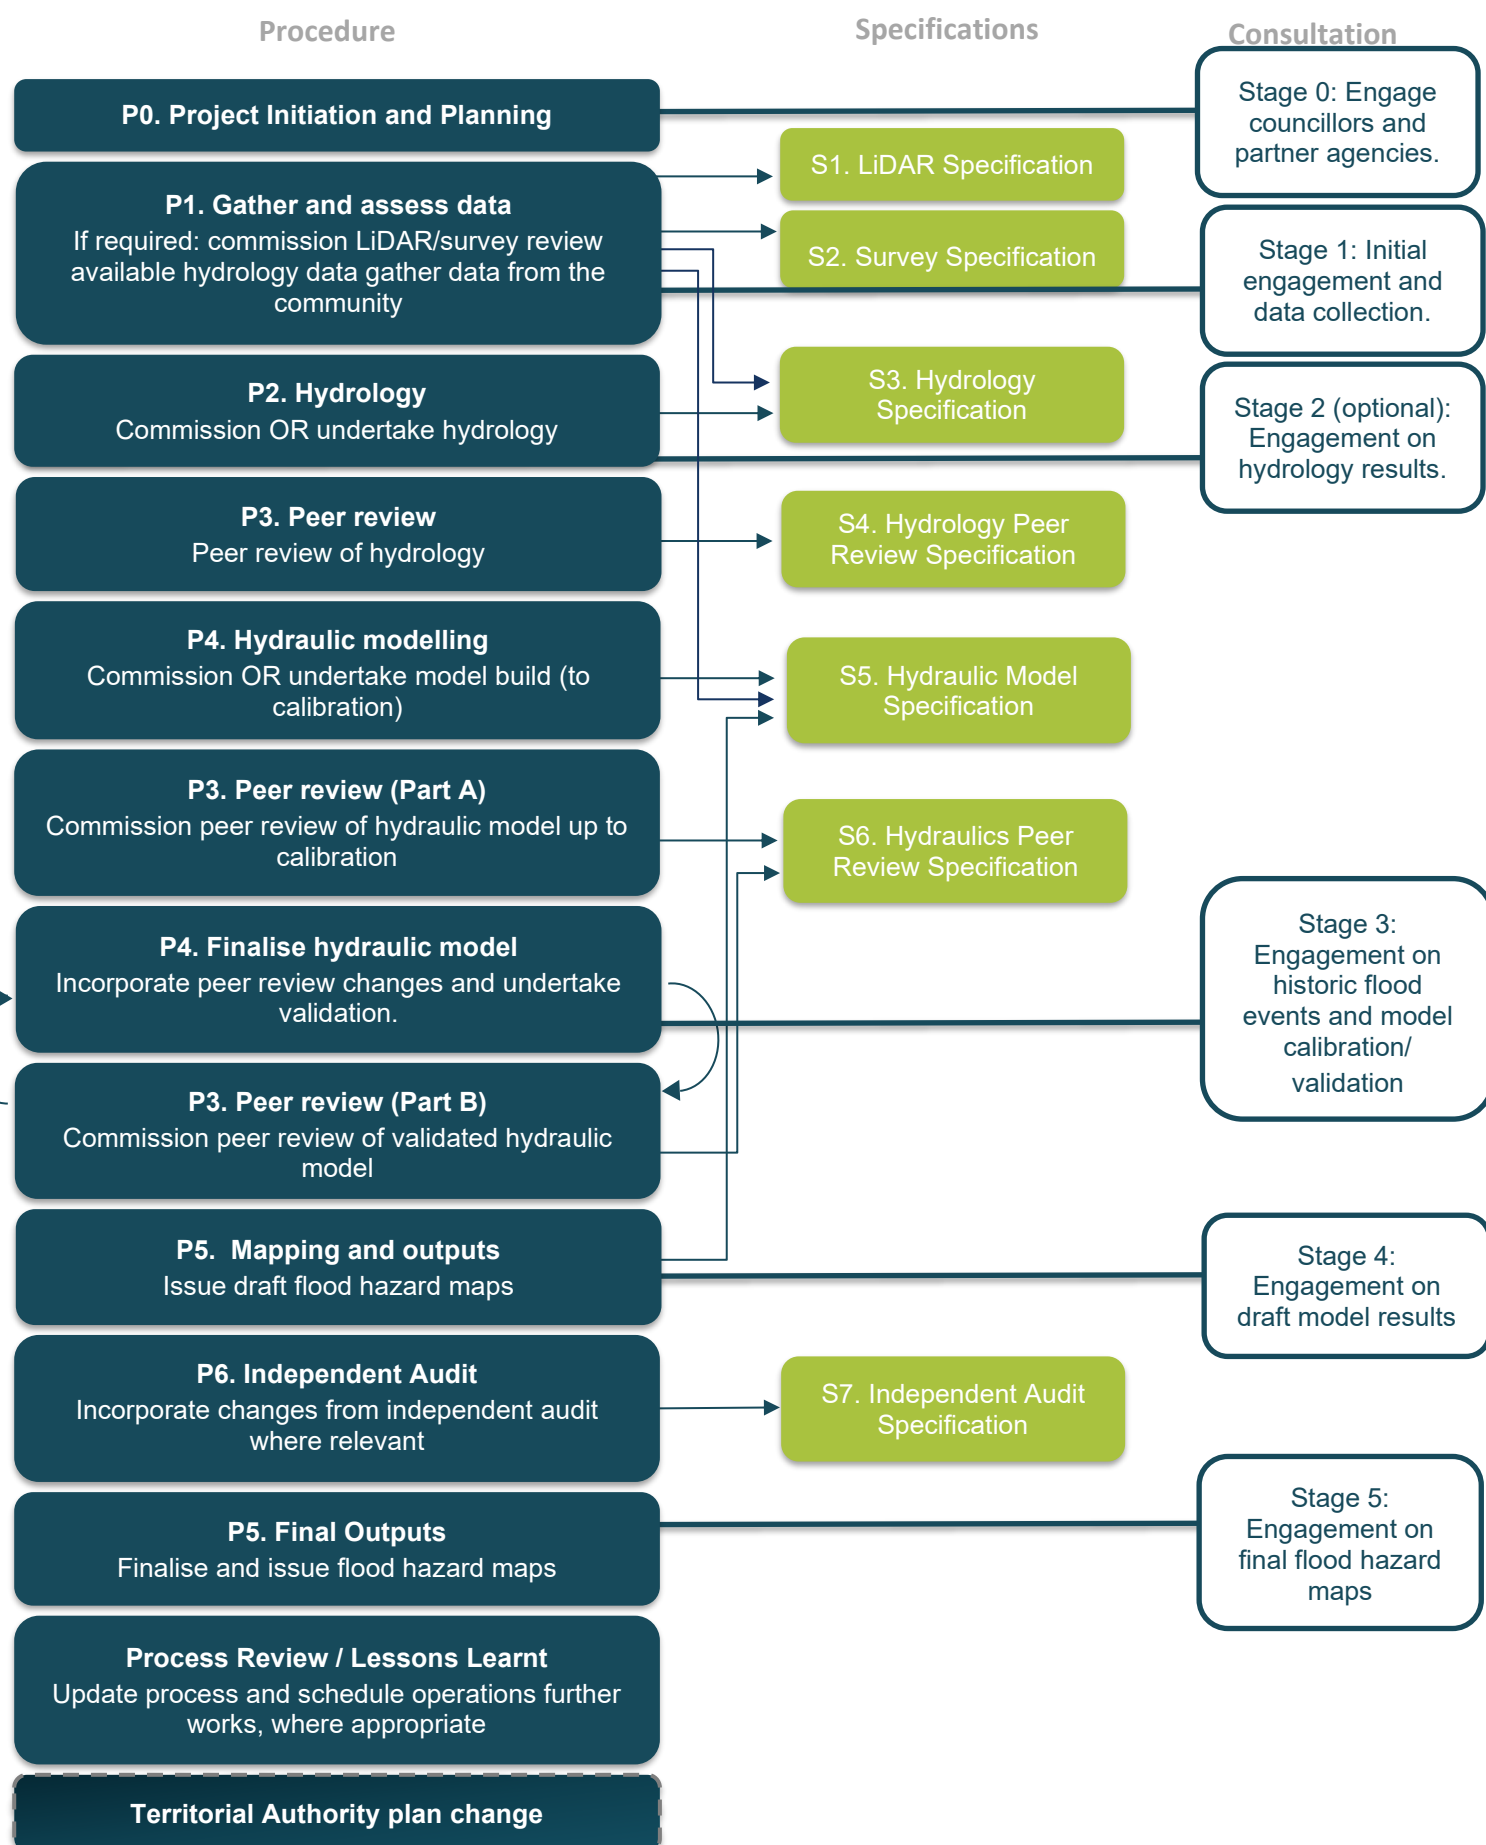 Procedure
Specifications
Consultation
P0. Project Initiation and Planning
Stage 0: Engage
councillors and
partner agencies.
S1. LiDAR Specification
P1. Gather and assess data
If required: commission LiDAR/survey review
available hydrology data gather data from the
community
S2. Survey Specification
Stage 1: Initial
engagement and
data collection.
P2. Hydrology
Commission OR undertake hydrology
S3. Hydrology
Specification
Stage 2 (optional):
Engagement on
hydrology results.
P3. Peer review
Peer review of hydrology
S4. Hydrology Peer
Review Specification
P4. Hydraulic modelling
Commission OR undertake model build (to
calibration)
S5. Hydraulic Model
Specification
P3. Peer review (Part A)
Commission peer review of hydraulic model up to
calibration
S6. Hydraulics Peer
Review Specification
P4. Finalise hydraulic model
Incorporate peer review changes and undertake
validation.
Stage 3:
Engagement on
historic flood
events and model
calibration/
validation
P3. Peer review (Part B)
Commission peer review of validated hydraulic
model
P5.  Mapping and outputs
Issue draft flood hazard maps
Stage 4:
Engagement on
draft model results
P6. Independent Audit
Incorporate changes from independent audit
where relevant
S7. Independent Audit
Specification
P5. Final Outputs
Finalise and issue flood hazard maps
Stage 5:
Engagement on
final flood hazard
maps
Process Review / Lessons Learnt
Update process and schedule operations further
works, where appropriate
Territorial Authority plan change